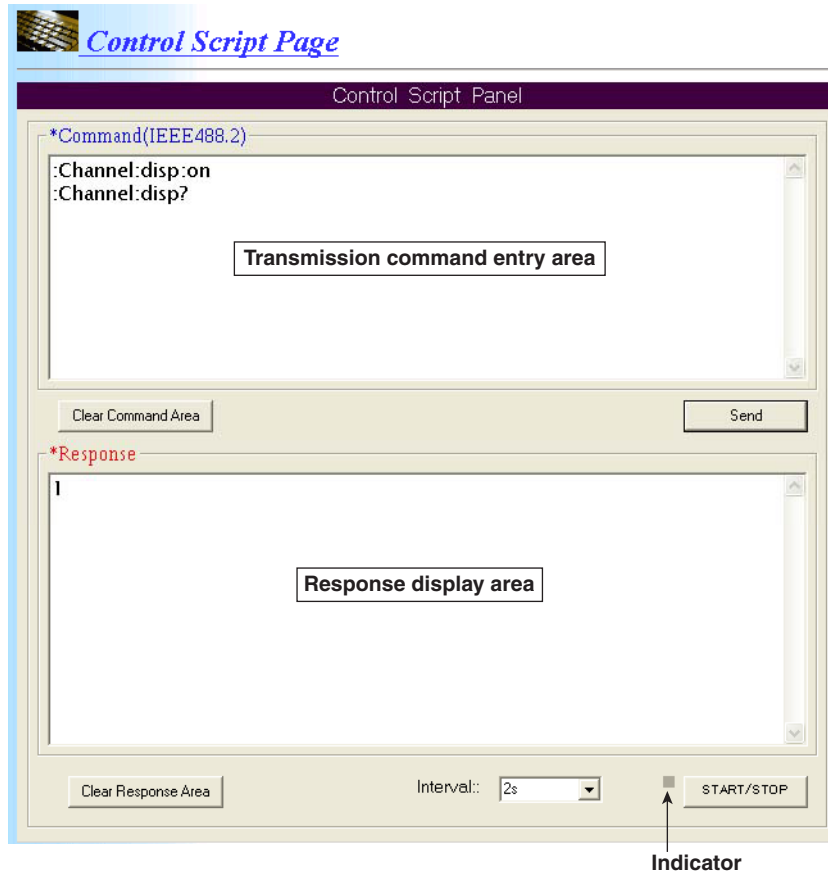 Control Script Page
Control Script Panel
*Command(IEEE488.2)
:Channel:disp:on
:Channel:disp?
Transmission command entry area
Clear Command Area
Send
*Response
1
Response display area
Clear Response Area
Interval::
2s
START/STOP
Indicator